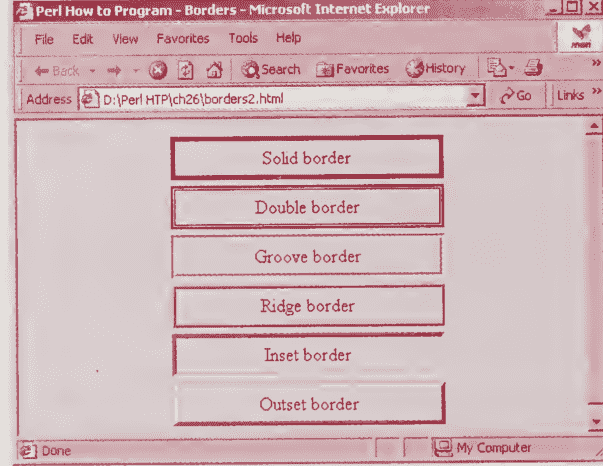 Perl How to Program - Borders - Microsoft Internet Explorer
File Edit View Favorites Tools Help
msn
Back Search Favorites History »
Address D:\Perl HTP\ch26\borders2.html Go Links »
Solid border
Double border
Groove border
Ridge border
Inset border
Outset border
Done My Computer